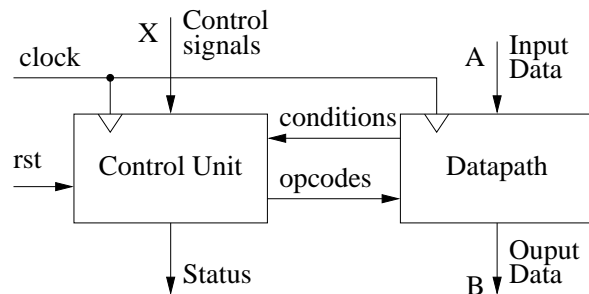 X
Control
signals
clock
A
Input
Data
conditions
rst
Control Unit
opcodes
Datapath
Status
B
Ouput
Data